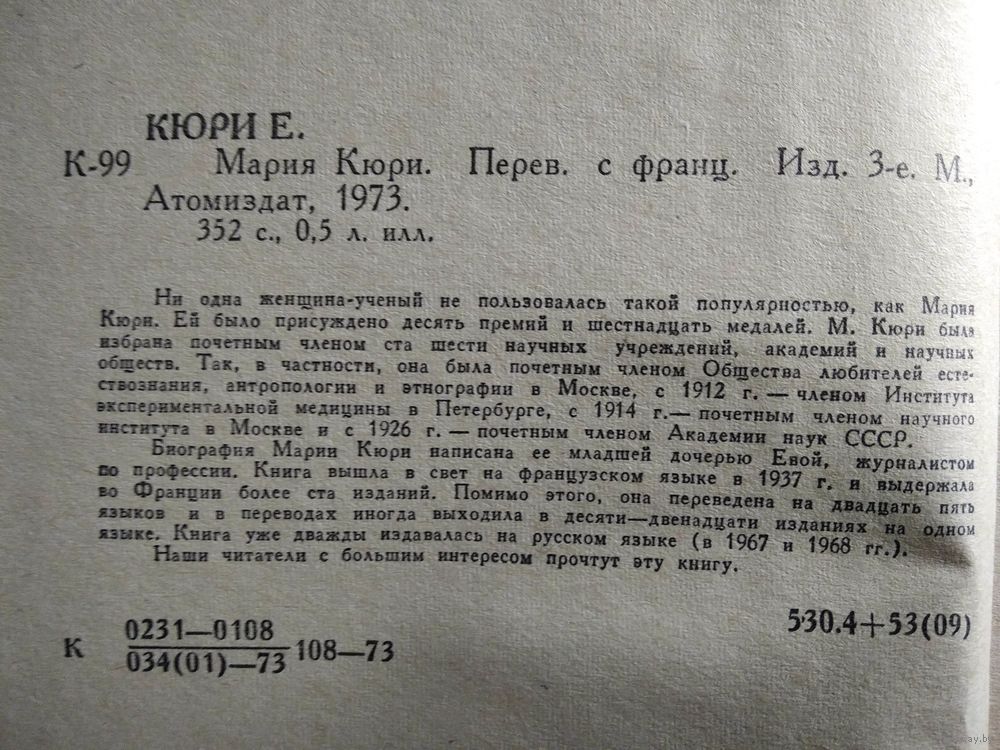 КЮРИ Е.
К-99 Мария Кюри. Перев. с франц. Изд. 3-е. М.,
Атомиздат, 1973.
352 с., 0,5 л. илл.
Ни одна женщина-ученый не пользовалась такой популярностью, как Мария
Кюри. Ей было присуждено десять премий и шестнадцать медалей. М. Кюри была
избрана почетным членом ста шести научных учреждений, академий и научных
обществ. Так, в частности, она была почетным членом Общества любителей есте-
ствознания, антропологии и этнографии в Москве, с 1912 г. — членом Института
экспериментальной медицины в Петербурге, с 1914 г.— почетным членом научного
института в Москве и с 1926 г. — почетным членом Академии наук СССР.
Биография Марии Кюри написана ее младшей дочерью Евой, журналистом
по профессии. Книга вышла в свет на французском языке в 1937 г. и выдержала
во Франции более ста изданий. Помимо этого, она переведена на двадцать пять
языков и в переводах иногда выходила в десяти—двенадцати изданиях на одном
языке. Книга уже дважды издавалась на русском языке (в 1967 и 1968 гг.).
Наши читатели с большим интересом прочтут эту книгу.
К 0231—0108
034(01)—73 108—73
530.4+53(09)
ay.by